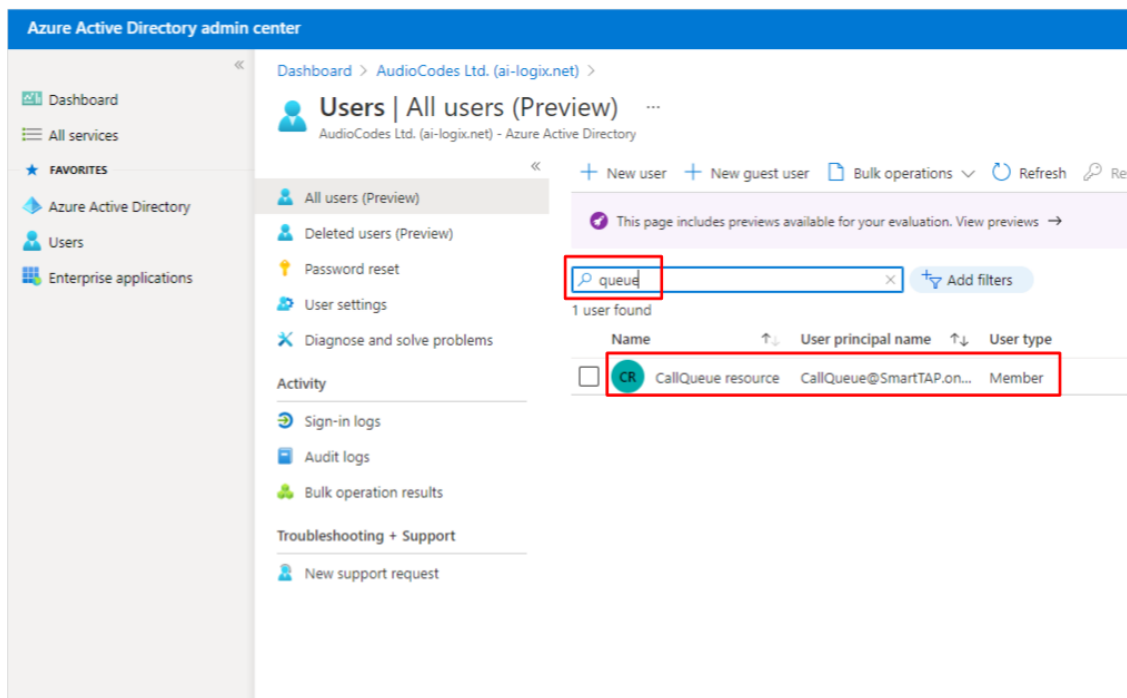 Azure Active Directory admin center
Dashboard
All services
FAVORITES
Azure Active Directory
Users
Enterprise applications
Dashboard > AudioCodes Ltd. (ai-logix.net) >
Users | All users (Preview) ...
AudioCodes Ltd. (ai-logix.net) - Azure Active Directory
All users (Preview)
Deleted users (Preview)
Password reset
User settings
Diagnose and solve problems
Activity
Sign-in logs
Audit logs
Bulk operation results
Troubleshooting + Support
New support request
New user New guest user Bulk operations Refresh Re
This page includes previews available for your evaluation. View previews →
queue Add filters
1 user found
Name User principal name User type
CR CallQueue resource CallQueue@SmartTAP.on... Member